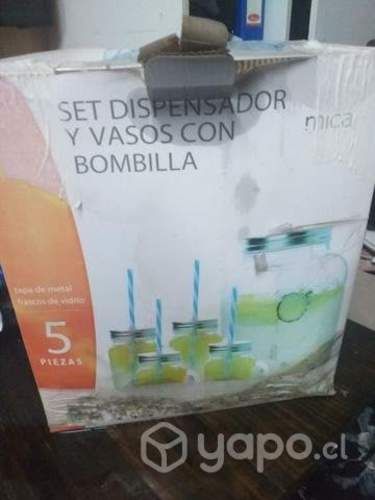 SET DISPENSADOR
Y VASOS CON
BOMBILLA
mica
tapa de metal
frascos de vidrio
5
PIEZAS
yapo.cl